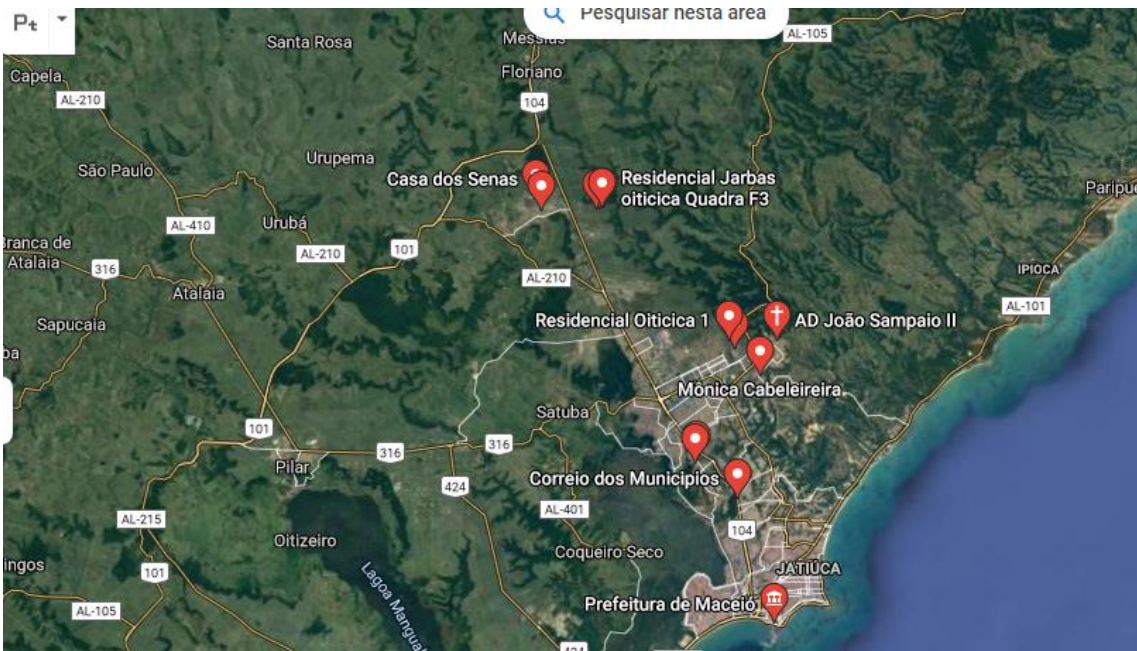 Pt
Pesquisar nesta área
AL-105
Santa Rosa
Messias
Floriano
Capela
AL-210
104
Urupema
São Paulo
Casa dos Senas
Residencial Jarbas
oiticica Quadra F3
Paripue
AL-410
Urubá
AL-210
101
Branca de
Atalaia
316
Atalaia
AL-210
IPIOCA
AL-101
Sapucaia
Residencial Oiticica 1
AD João Sampaio II
ba
Mônica Cabeleireira
Satuba
101
316
316
Pilar
424
Correio dos Municipios
AL-215
AL-401
104
Oitizeiro
Coqueiro Seco
ingos
101
JATIÚCA
Lagoa Mangual
Prefeitura de Maceió
AL-105
424